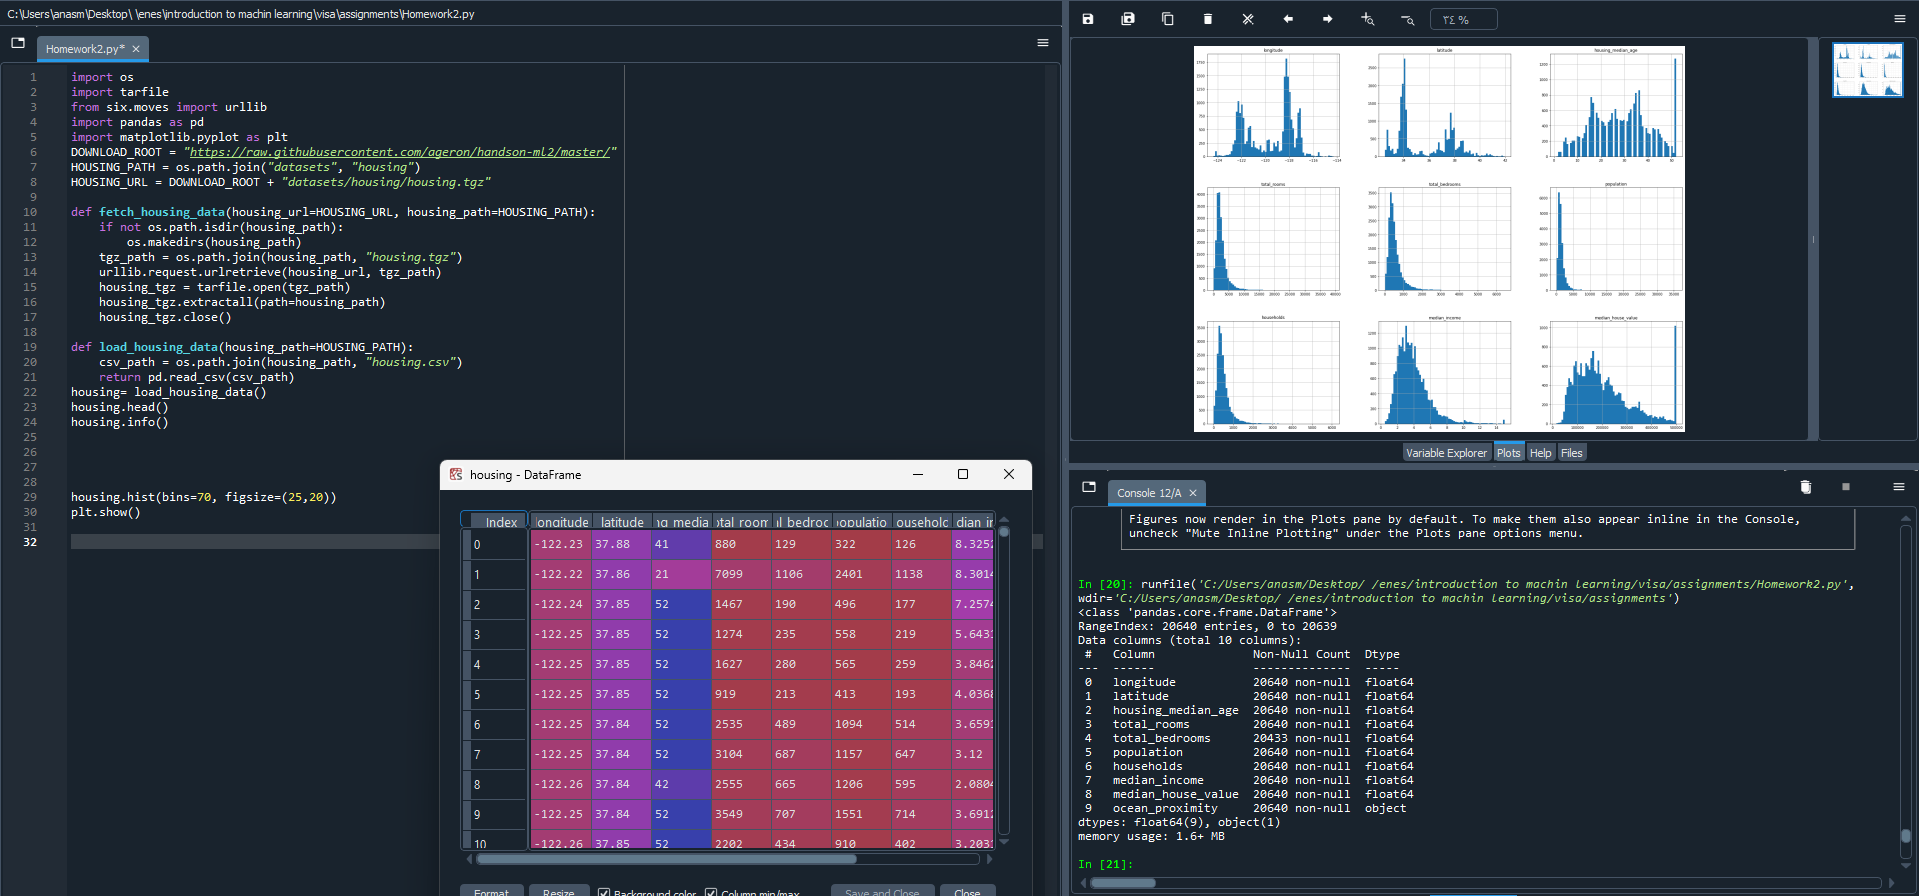 C:\Users\anasm\Desktop\ \enes\introduction to machin learning\visa\assignments\Homework2.py
Homework2.py*
1 import os
2 import tarfile
3 from six.moves import urllib
4 import pandas as pd
5 import matplotlib.pyplot as plt
6 DOWNLOAD_ROOT = "https://raw.githubusercontent.com/ageron/handson-ml2/master/"
7 HOUSING_PATH = os.path.join("datasets", "housing")
8 HOUSING_URL = DOWNLOAD_ROOT + "datasets/housing/housing.tgz"
9
10 def fetch_housing_data(housing_url=HOUSING_URL, housing_path=HOUSING_PATH):
11 if not os.path.isdir(housing_path):
12 os.makedirs(housing_path)
13 tgz_path = os.path.join(housing_path, "housing.tgz")
14 urllib.request.urlretrieve(housing_url, tgz_path)
15 housing_tgz = tarfile.open(tgz_path)
16 housing_tgz.extractall(path=housing_path)
17 housing_tgz.close()
18
19 def load_housing_data(housing_path=HOUSING_PATH):
20 csv_path = os.path.join(housing_path, "housing.csv")
21 return pd.read_csv(csv_path)
22 housing= load_housing_data()
23 housing.head()
24 housing.info()
25
26
27
28
29 housing.hist(bins=70, figsize=(25,20))
30 plt.show()
31
32
housing - DataFrame
Index longitude latitude
0 -122.23 37.88 41 880 129 322 126 8.3252
1 -122.22 37.86 21 7099 1106 2401 1138 8.3014
2 -122.24 37.85 52 1467 190 496 177 7.2574
3 -122.25 37.85 52 1274 235 558 219 5.6431
4 -122.25 37.85 52 1627 280 565 259 3.8462
5 -122.25 37.85 52 919 213 413 193 4.0368
6 -122.25 37.84 52 2535 489 1094 514 3.6591
7 -122.25 37.84 52 3104 687 1157 647 3.12
8 -122.26 37.84 42 2555 665 1206 595 2.0804
9 -122.25 37.84 52 3549 707 1551 714 3.6912
10 -122.26 37.85 52 2202 434 910 402 3.2031
Format Resize Background color Column min/max Save and Close Close
٣٤ %
longitude latitude housing_median_age
total_rooms total_bedrooms population
households median_income median_house_value
Variable Explorer Plots Help Files
Console 12/A
Figures now render in the Plots pane by default. To make them also appear inline in the Console,
uncheck "Mute Inline Plotting" under the Plots pane options menu.
In [20]: runfile('C:/Users/anasm/Desktop/ /enes/introduction to machin learning/visa/assignments/Homework2.py',
wdir='C:/Users/anasm/Desktop/ /enes/introduction to machin learning/visa/assignments')
<class 'pandas.core.frame.DataFrame'>
RangeIndex: 20640 entries, 0 to 20639
Data columns (total 10 columns):
# Column Non-Null Count Dtype
--- ------ -------------- -----
0 longitude 20640 non-null float64
1 latitude 20640 non-null float64
2 housing_median_age 20640 non-null float64
3 total_rooms 20640 non-null float64
4 total_bedrooms 20433 non-null float64
5 population 20640 non-null float64
6 households 20640 non-null float64
7 median_income 20640 non-null float64
8 median_house_value 20640 non-null float64
9 ocean_proximity 20640 non-null object
dtypes: float64(9), object(1)
memory usage: 1.6+ MB
In [21]: